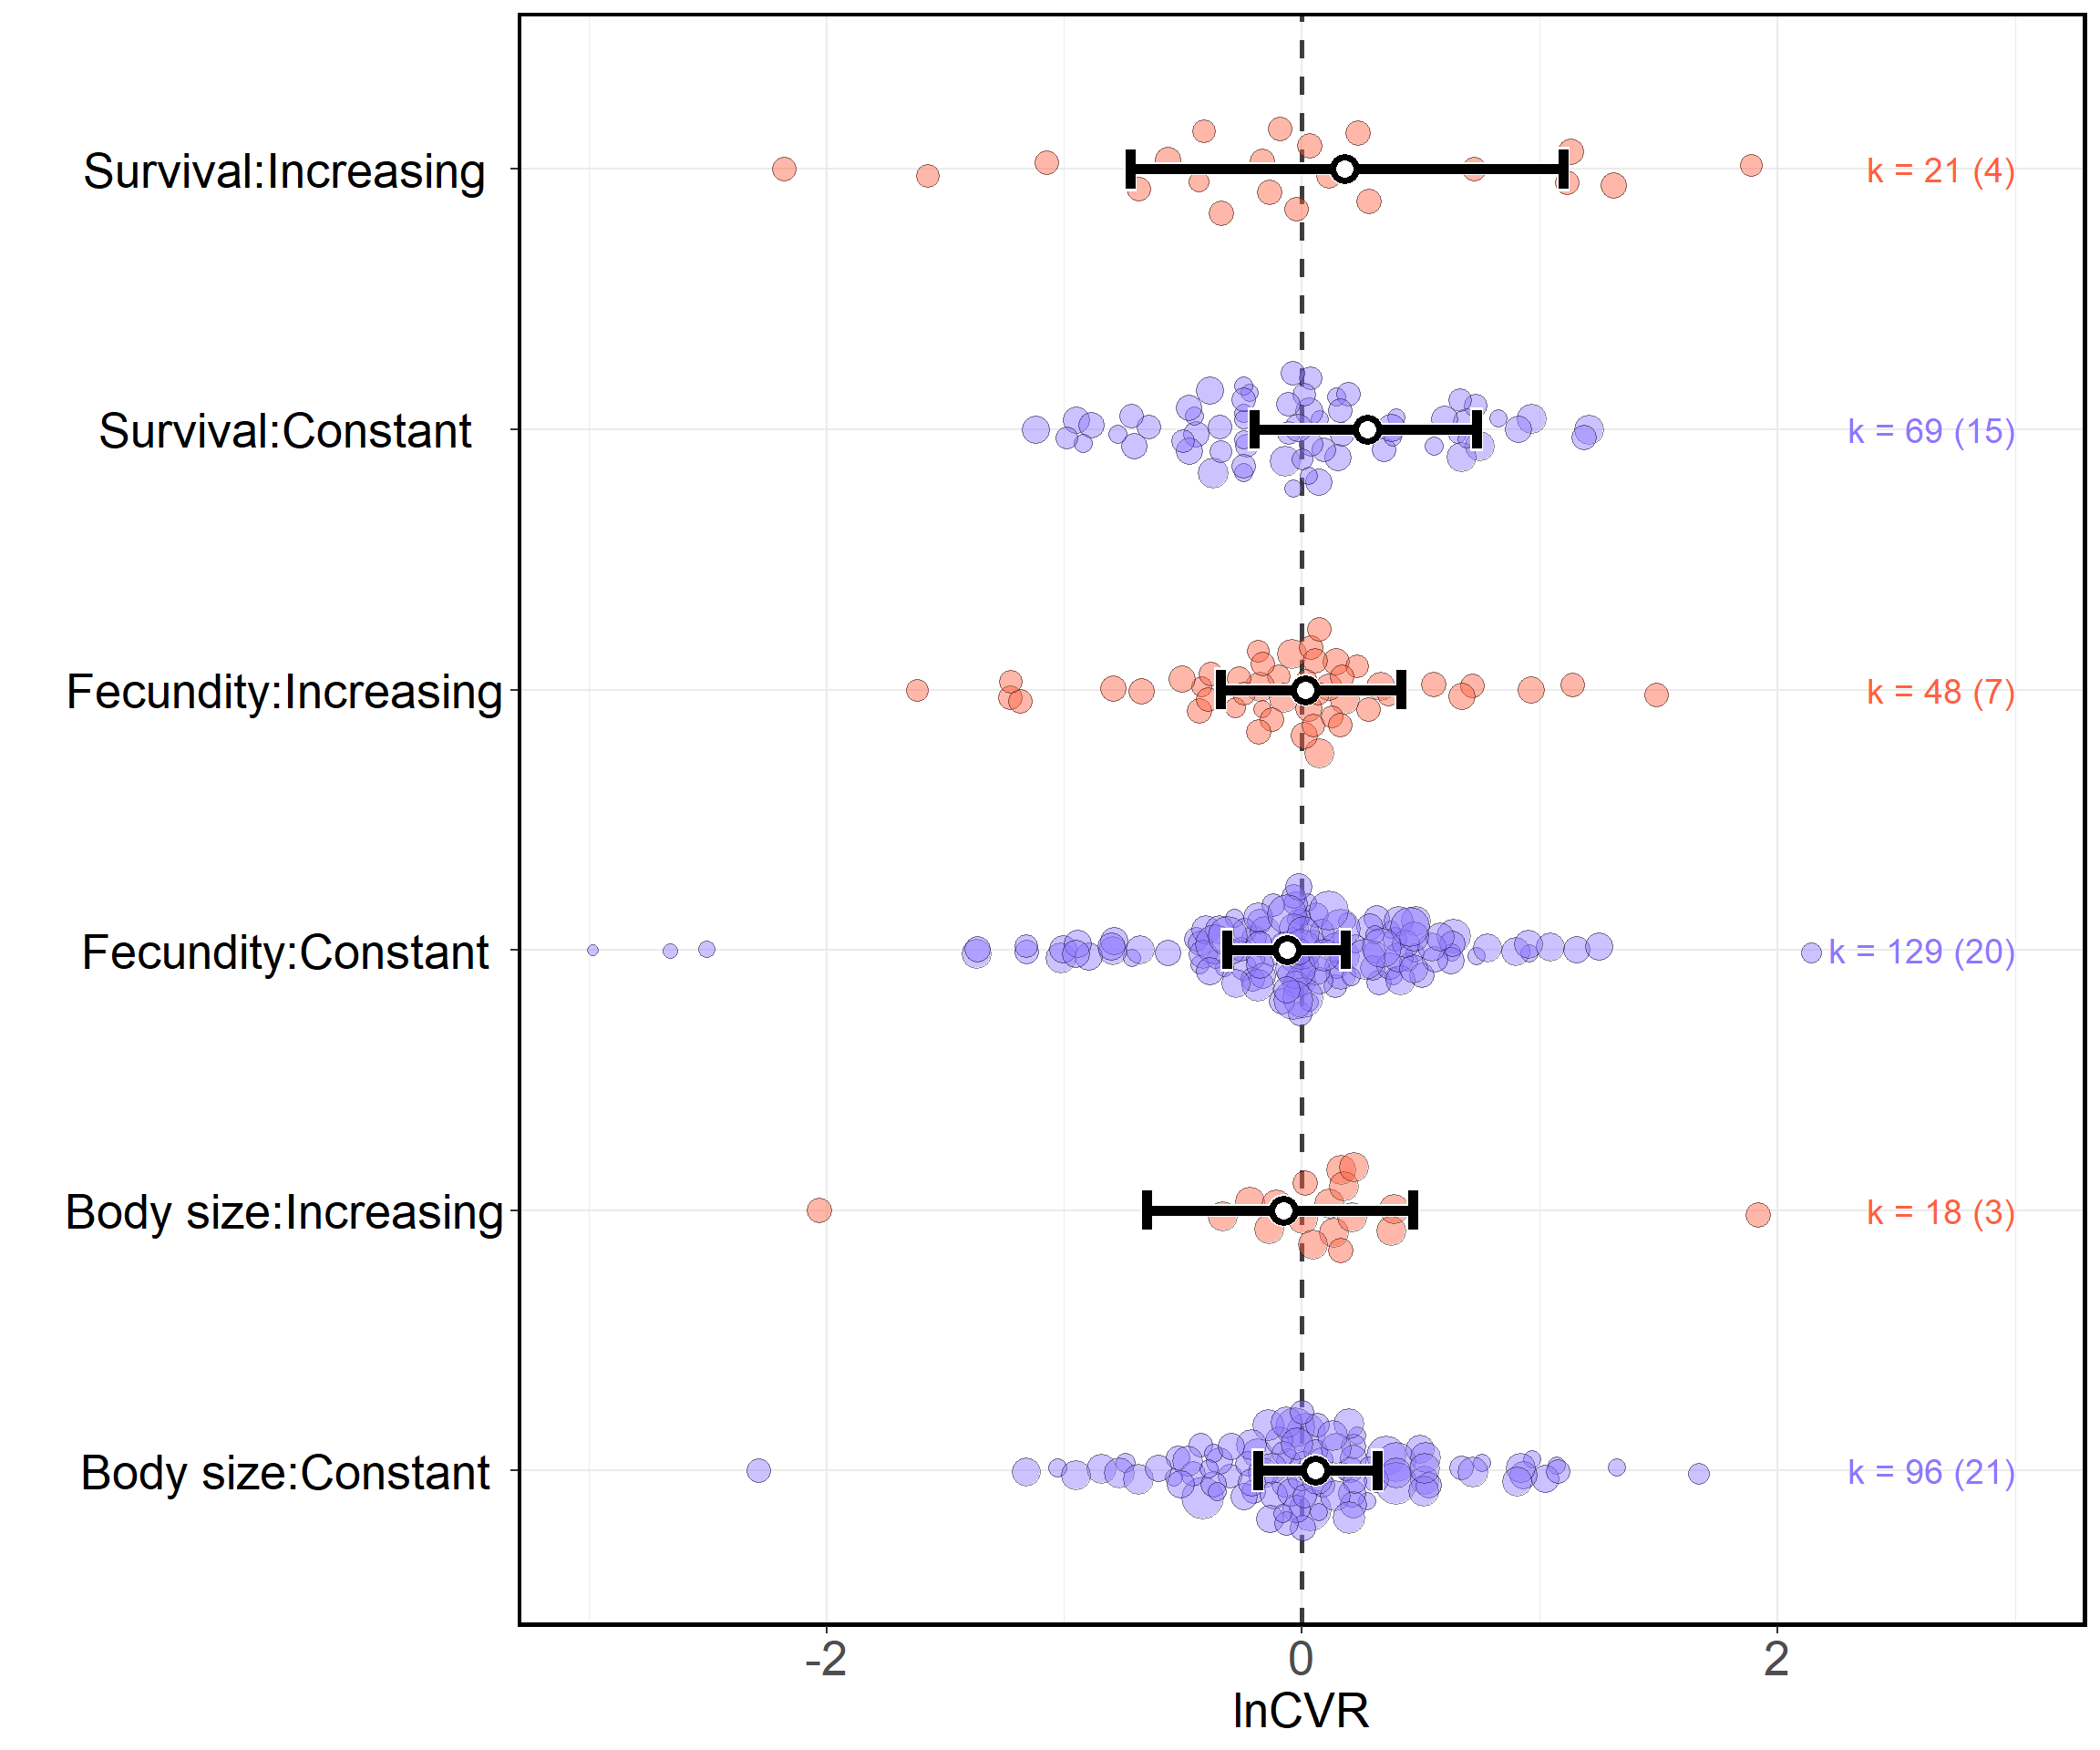 Survival:Increasing
k = 21 (4)
Survival:Constant
k = 69 (15)
Fecundity:Increasing
k = 48 (7)
Fecundity:Constant
k = 129 (20)
Body size:Increasing
k = 18 (3)
Body size:Constant
k = 96 (21)
-2 0 2
lnCVR